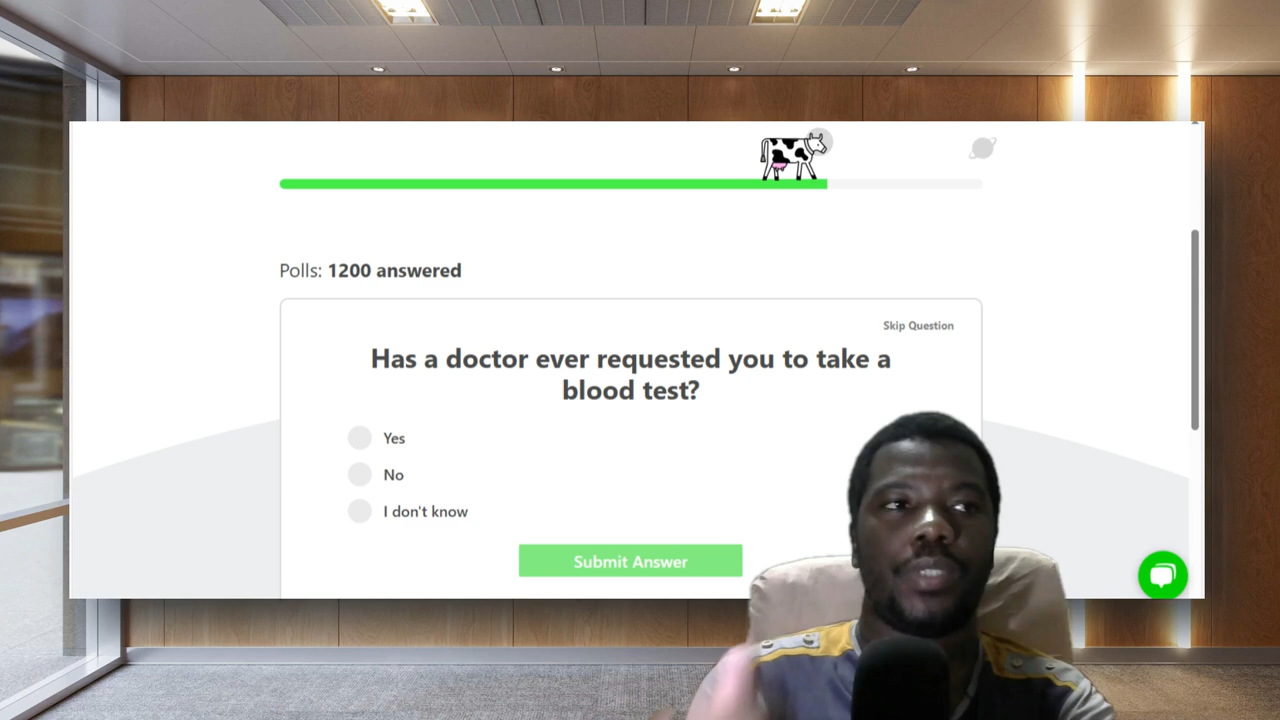 Polls: 1200 answered
Skip Question
Has a doctor ever requested you to take a
blood test?
Yes
No
I don't know
Submit Answer